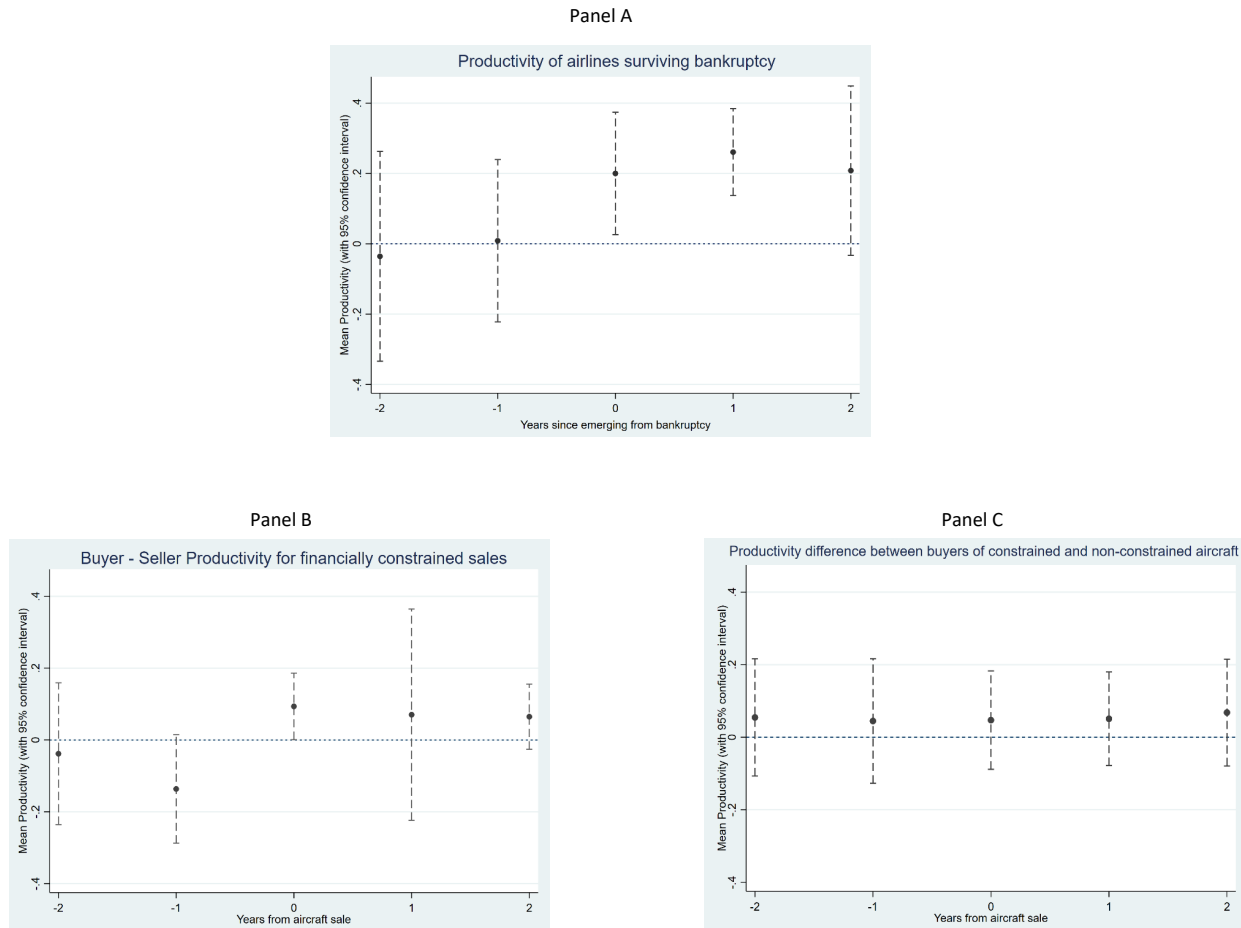 Panel A
Productivity of airlines surviving bankruptcy
Mean Productivity (with 95% confidence interval)
.4
.2
0
-.2
-.4
-2 -1 0 1 2
Years since emerging from bankruptcy
Panel B
Buyer - Seller Productivity for financially constrained sales
Mean Productivity (with 95% confidence interval)
.4
.2
0
-.2
-.4
-2 -1 0 1 2
Years from aircraft sale
Panel C
Productivity difference between buyers of constrained and non-constrained aircraft
Mean Productivity (with 95% confidence interval)
.4
.2
0
-.2
-.4
-2 -1 0 1 2
Years from aircraft sale